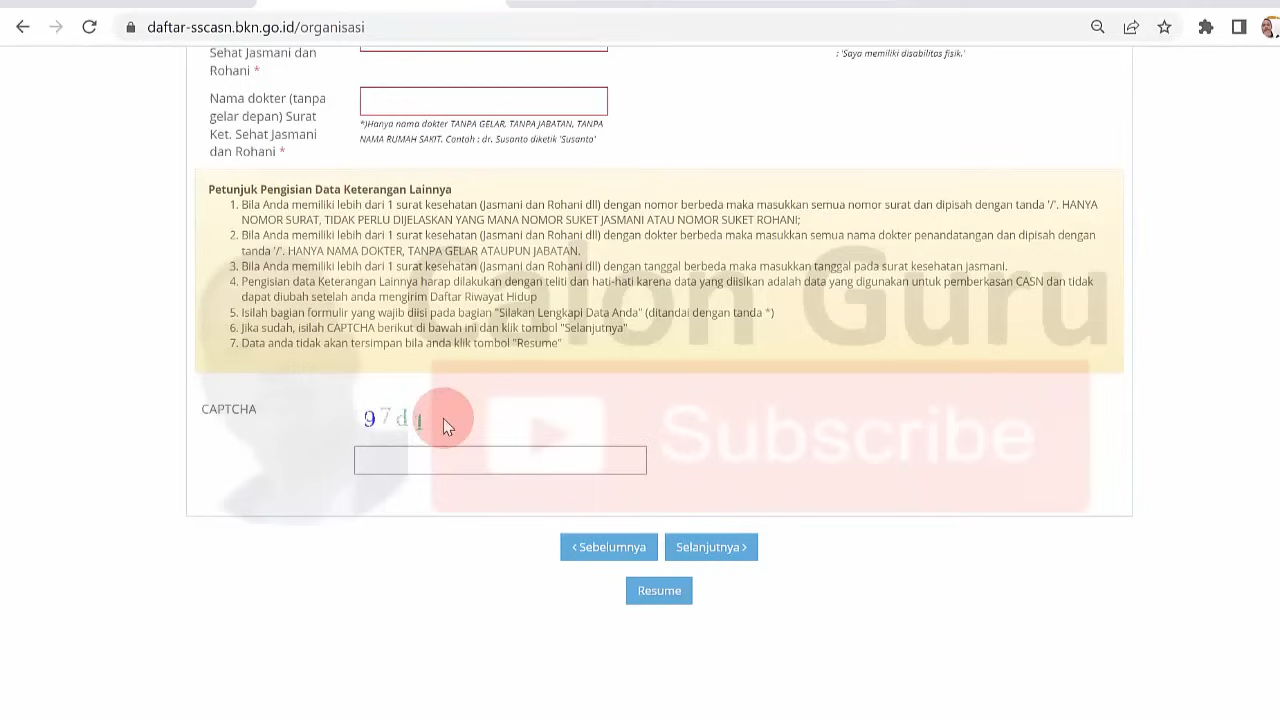 daftar-sscasn.bkn.go.id/organisasi
Sehat Jasmani dan
Rohani *
: 'Saya memiliki disabilitas fisik.'
Nama dokter (tanpa
gelar depan) Surat
Ket. Sehat Jasmani
dan Rohani *
*)Hanya nama dokter TANPA GELAR, TANPA JABATAN, TANPA
NAMA RUMAH SAKIT. Contoh : dr. Susanto diketik 'Susanto'
Petunjuk Pengisian Data Keterangan Lainnya
1. Bila Anda memiliki lebih dari 1 surat kesehatan (Jasmani dan Rohani dll) dengan nomor berbeda maka masukkan semua nomor surat dan dipisah dengan tanda '/'. HANYA
NOMOR SURAT, TIDAK PERLU DIJELASKAN YANG MANA NOMOR SUKET JASMANI ATAU NOMOR SUKET ROHANI;
2. Bila Anda memiliki lebih dari 1 surat kesehatan (Jasmani dan Rohani dll) dengan dokter berbeda maka masukkan semua nama dokter penandatangan dan dipisah dengan
tanda '/'. HANYA NAMA DOKTER, TANPA GELAR ATAUPUN JABATAN.
3. Bila Anda memiliki lebih dari 1 surat kesehatan (Jasmani dan Rohani dll) dengan tanggal berbeda maka masukkan tanggal pada surat kesehatan jasmani.
4. Pengisian data Keterangan Lainnya harap dilakukan dengan teliti dan hati-hati karena data yang diisikan adalah data yang digunakan untuk pemberkasan CASN dan tidak
dapat diubah setelah anda mengirim Daftar Riwayat Hidup
5. Isilah bagian formulir yang wajib diisi pada bagian "Silakan Lengkapi Data Anda" (ditandai dengan tanda *)
6. Jika sudah, isilah CAPTCHA berikut di bawah ini dan klik tombol "Selanjutnya"
7. Data anda tidak akan tersimpan bila anda klik tombol "Resume"
alon Guru
CAPTCHA
97d1
Subscribe
< Sebelumnya
Selanjutnya >
Resume